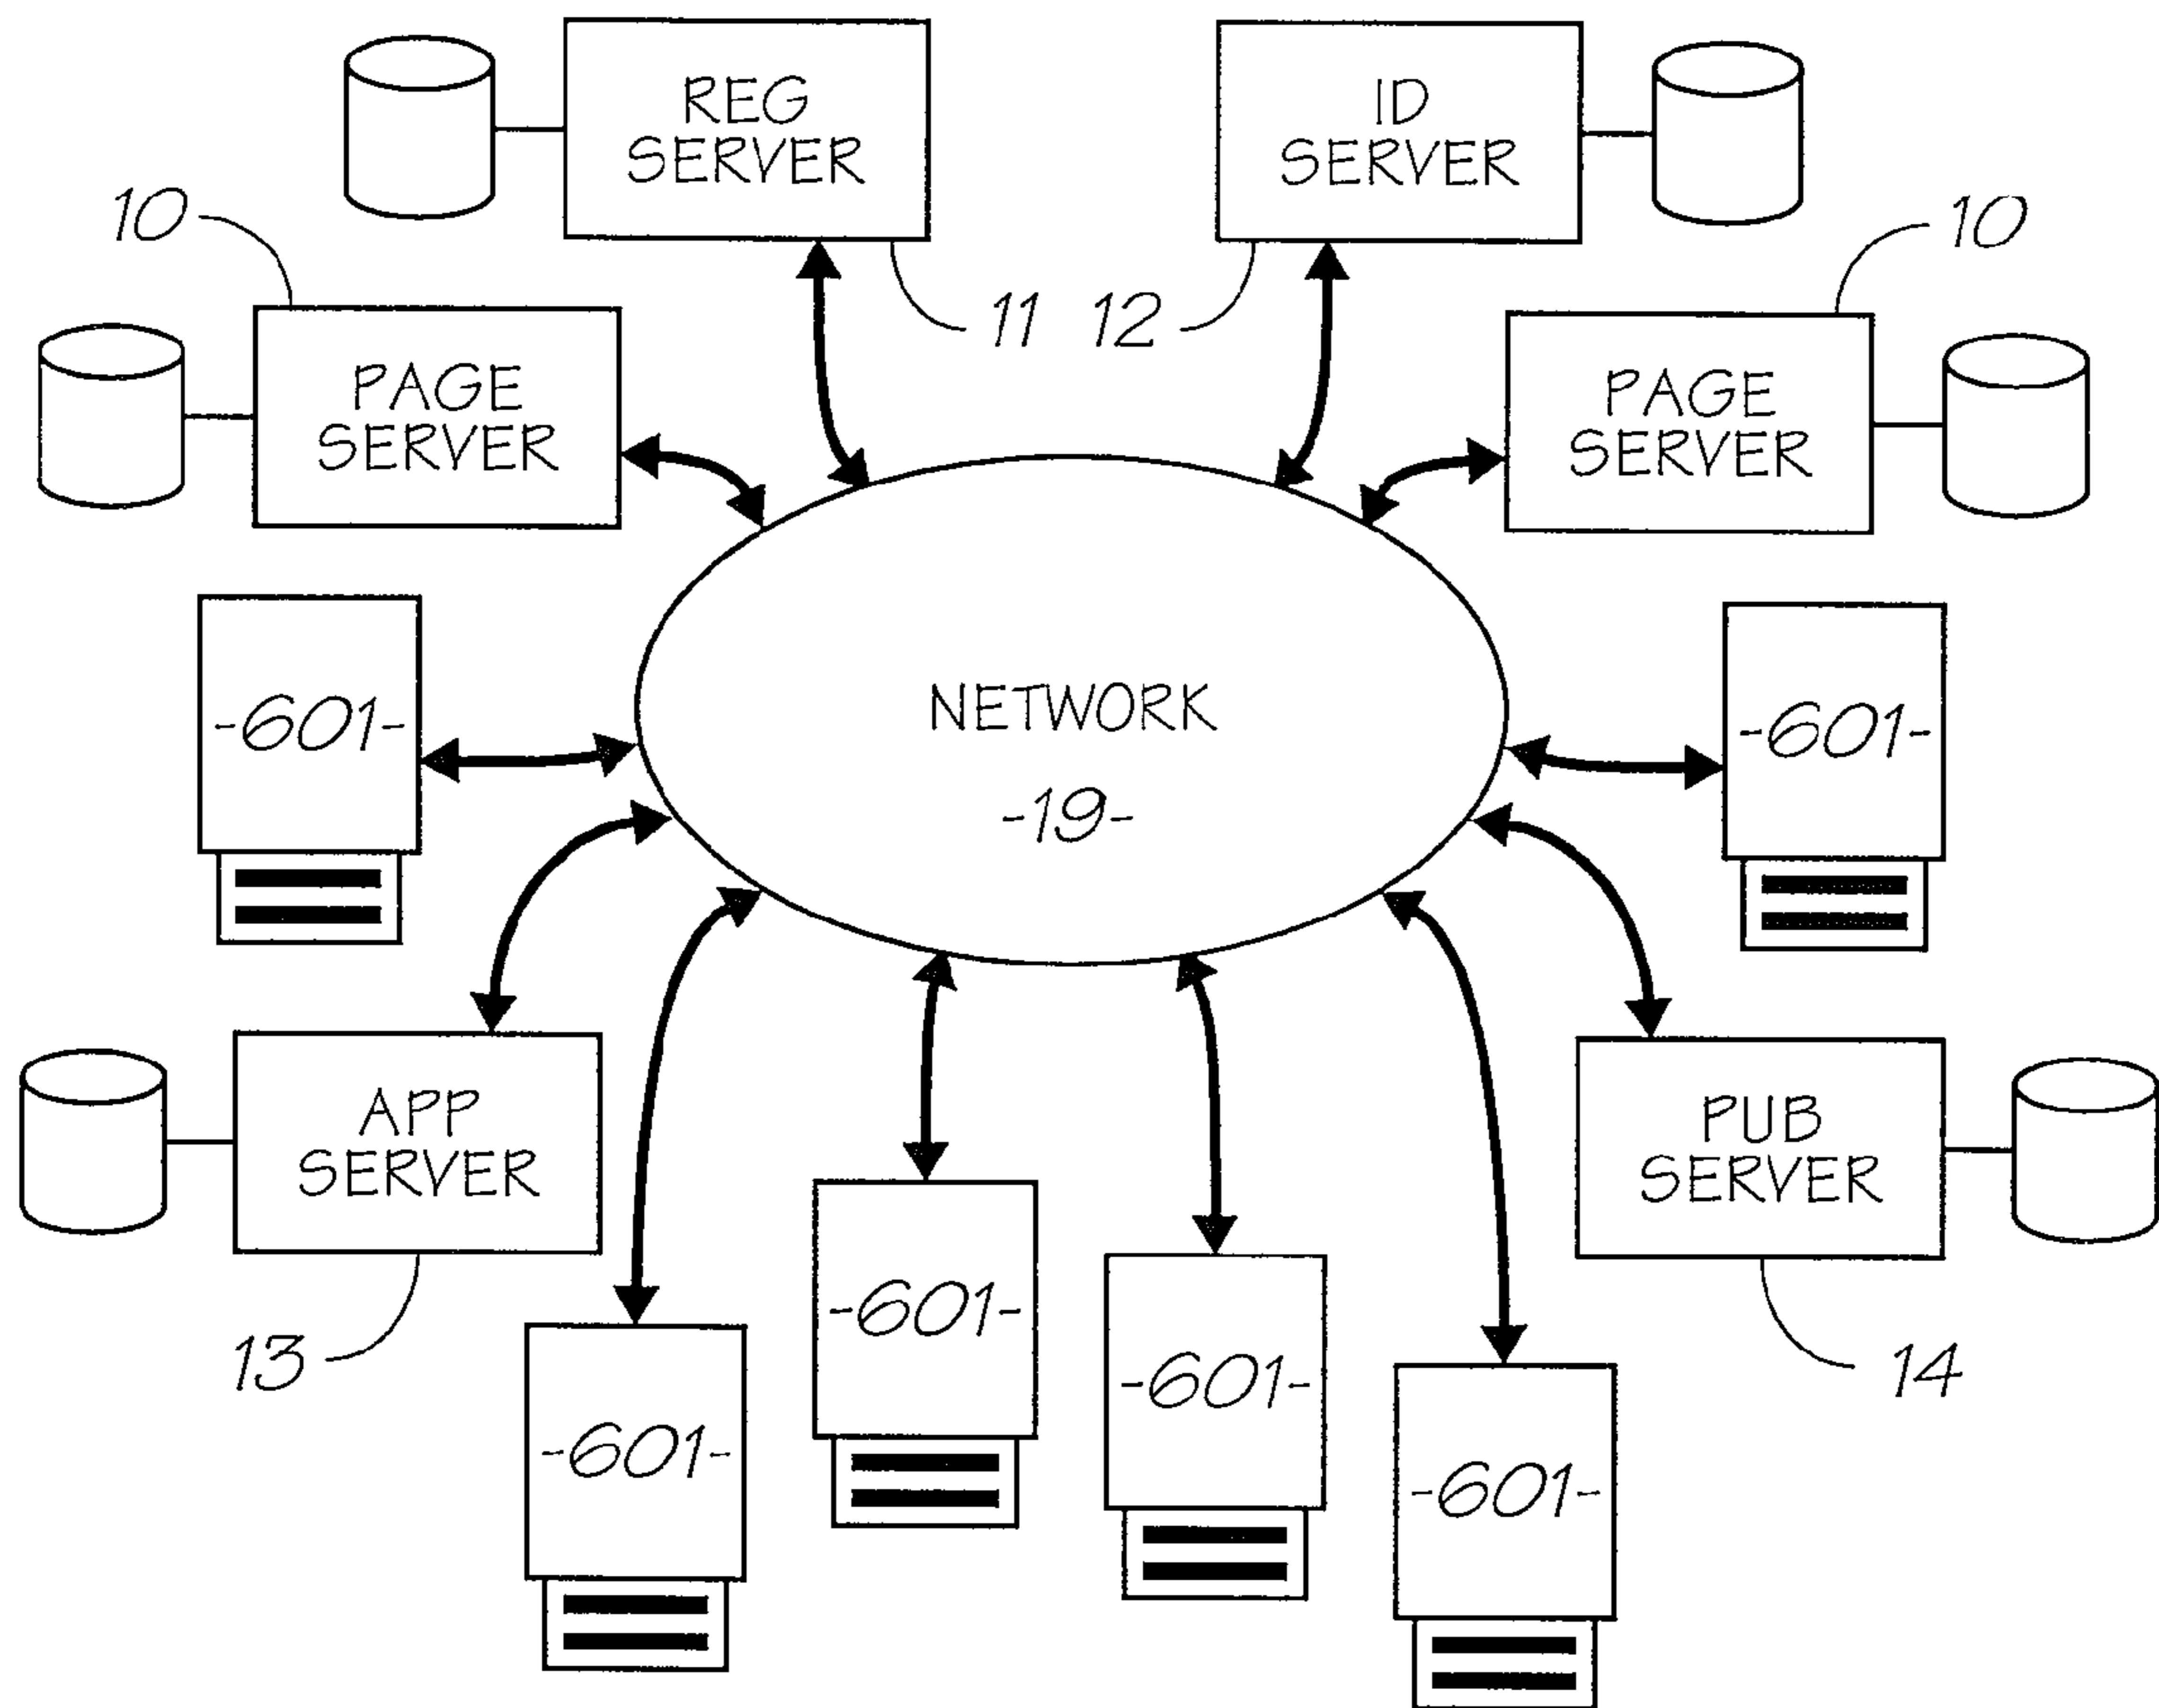 REG
SERVER
ID
SERVER
10
10
11
12
PAGE
SERVER
PAGE
SERVER
-601-
NETWORK
-19-
-601-
APP
SERVER
PUB
SERVER
13
-601-
-601-
-601-
-601-
14